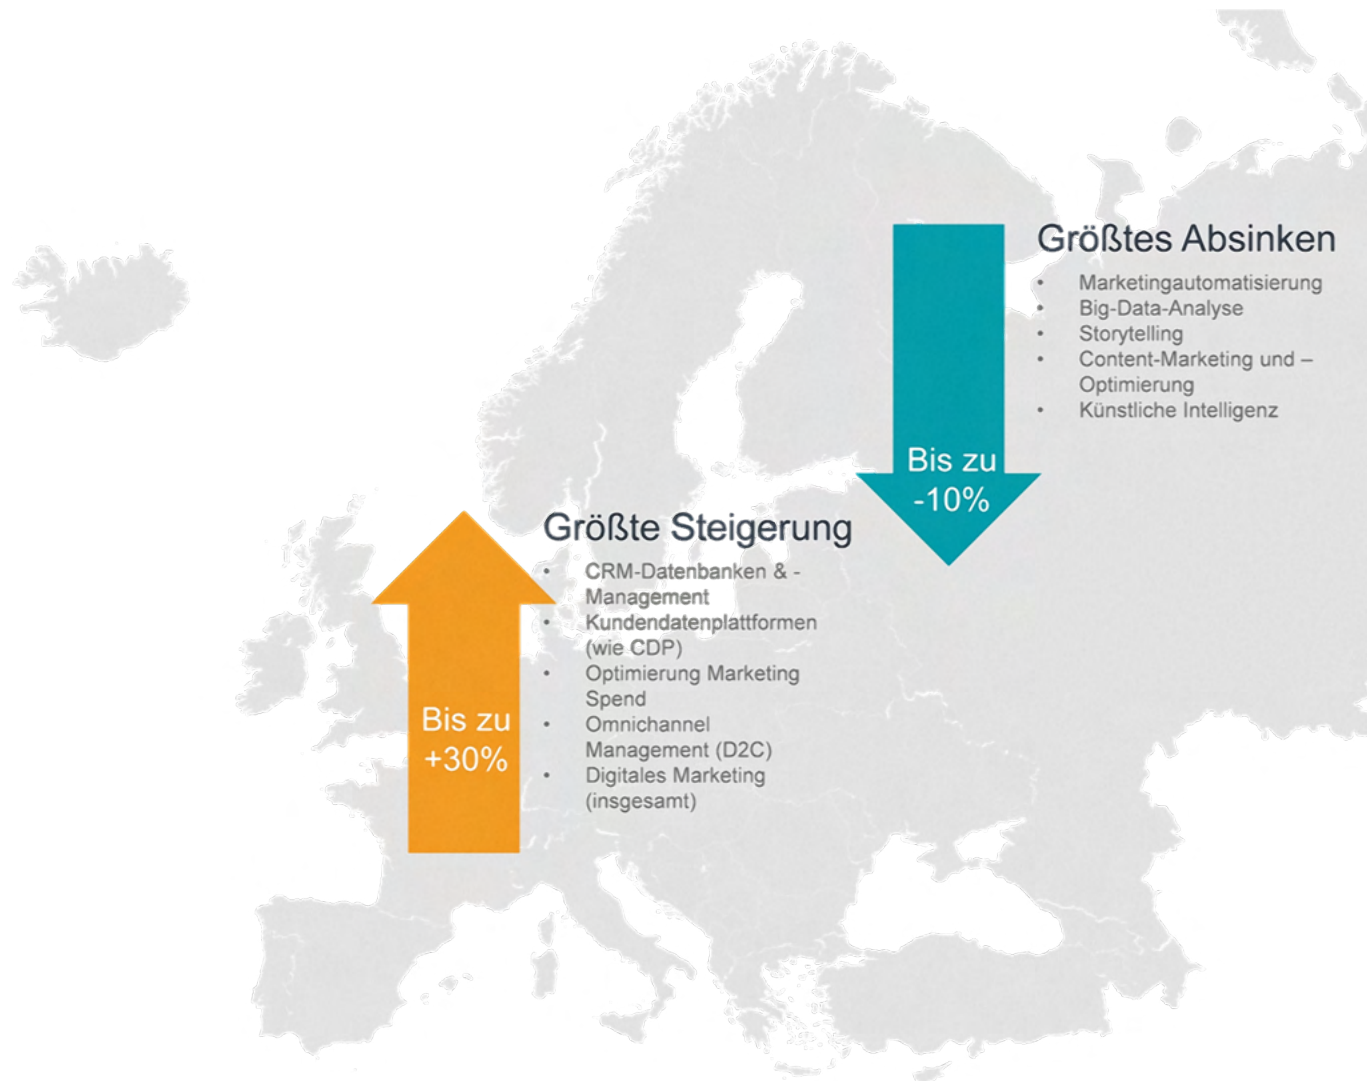 Größtes Absinken
• Marketingautomatisierung
• Big-Data-Analyse
• Storytelling
• Content-Marketing und –
Optimierung
• Künstliche Intelligenz
Bis zu
-10%
Größte Steigerung
• CRM-Datenbanken & -
Management
• Kundendatenplattformen
(wie CDP)
• Optimierung Marketing
Spend
• Omnichannel
Management (D2C)
• Digitales Marketing
(insgesamt)
Bis zu
+30%